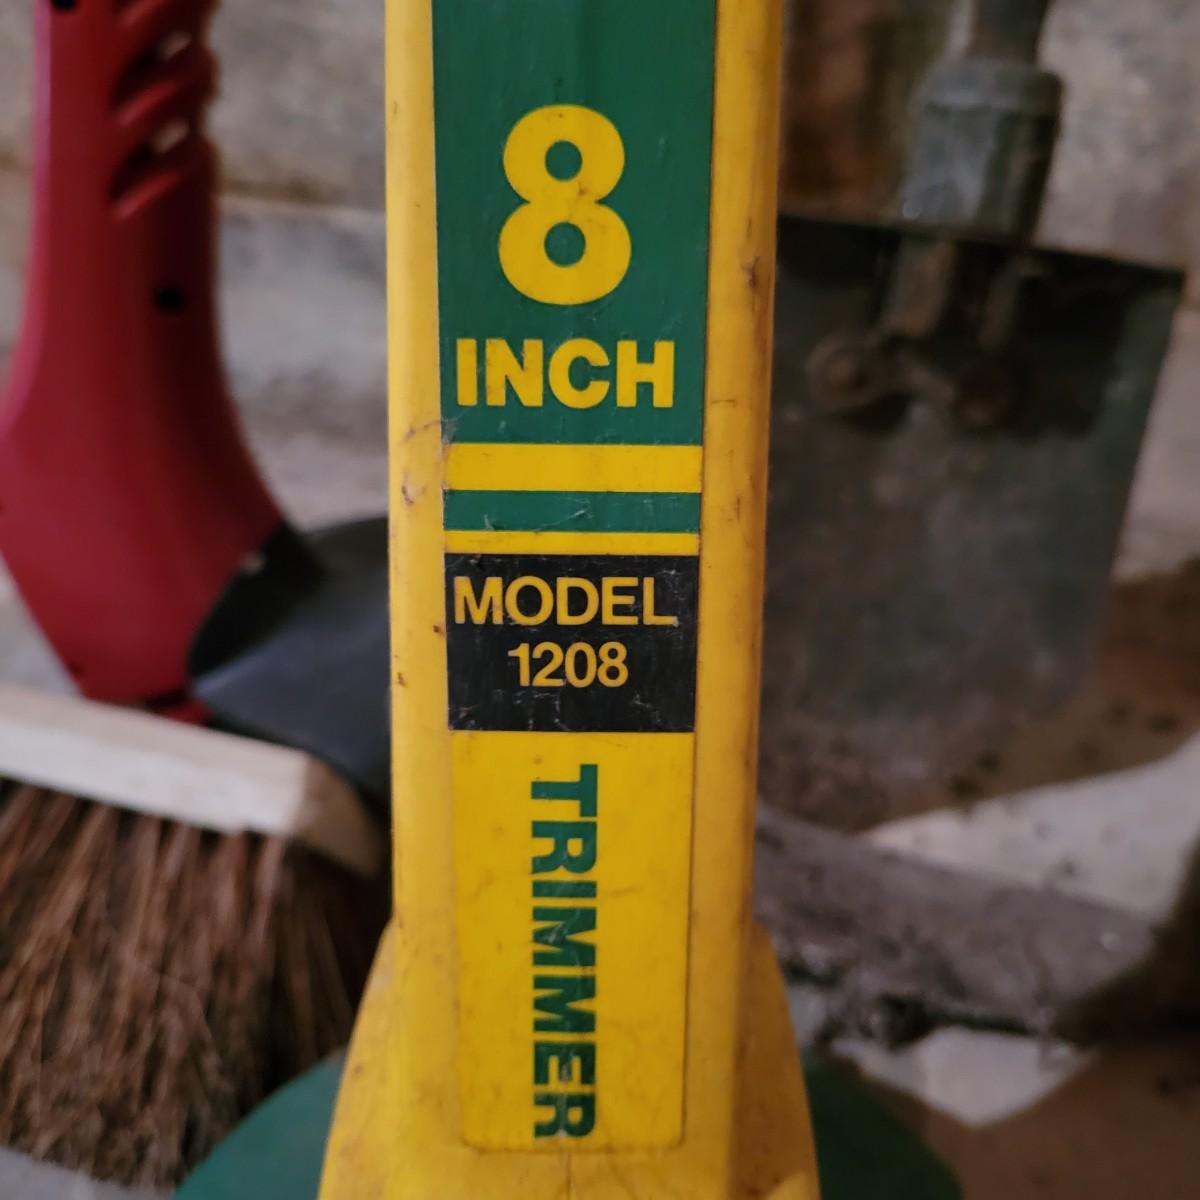 8
INCH
MODEL
1208
TRIMMER